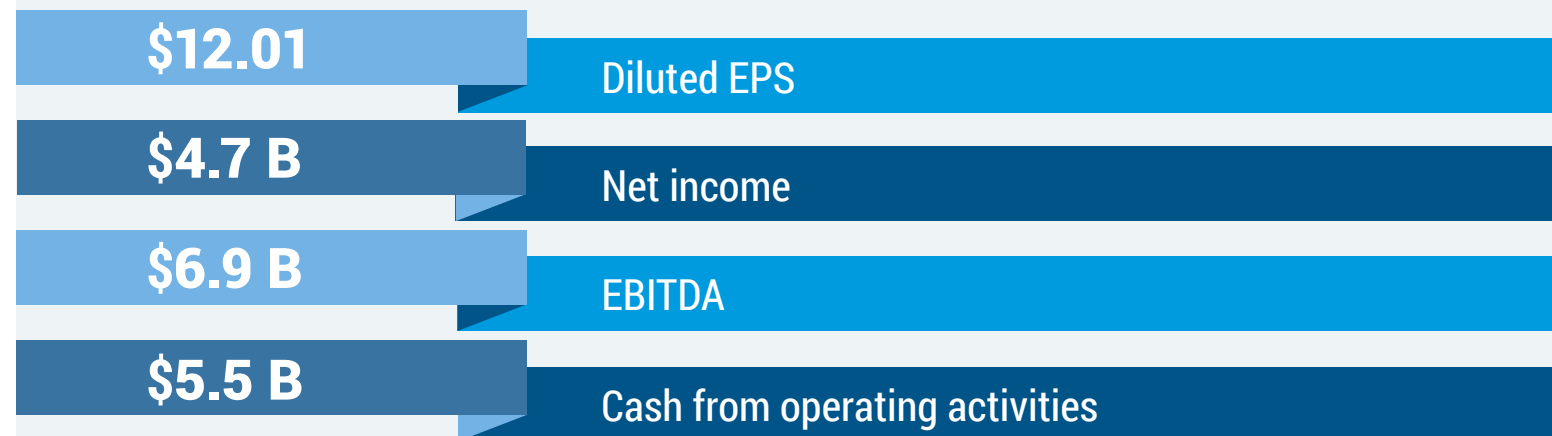 $12.01
Diluted EPS
$4.7 B
Net income
$6.9 B
EBITDA
$5.5 B
Cash from operating activities